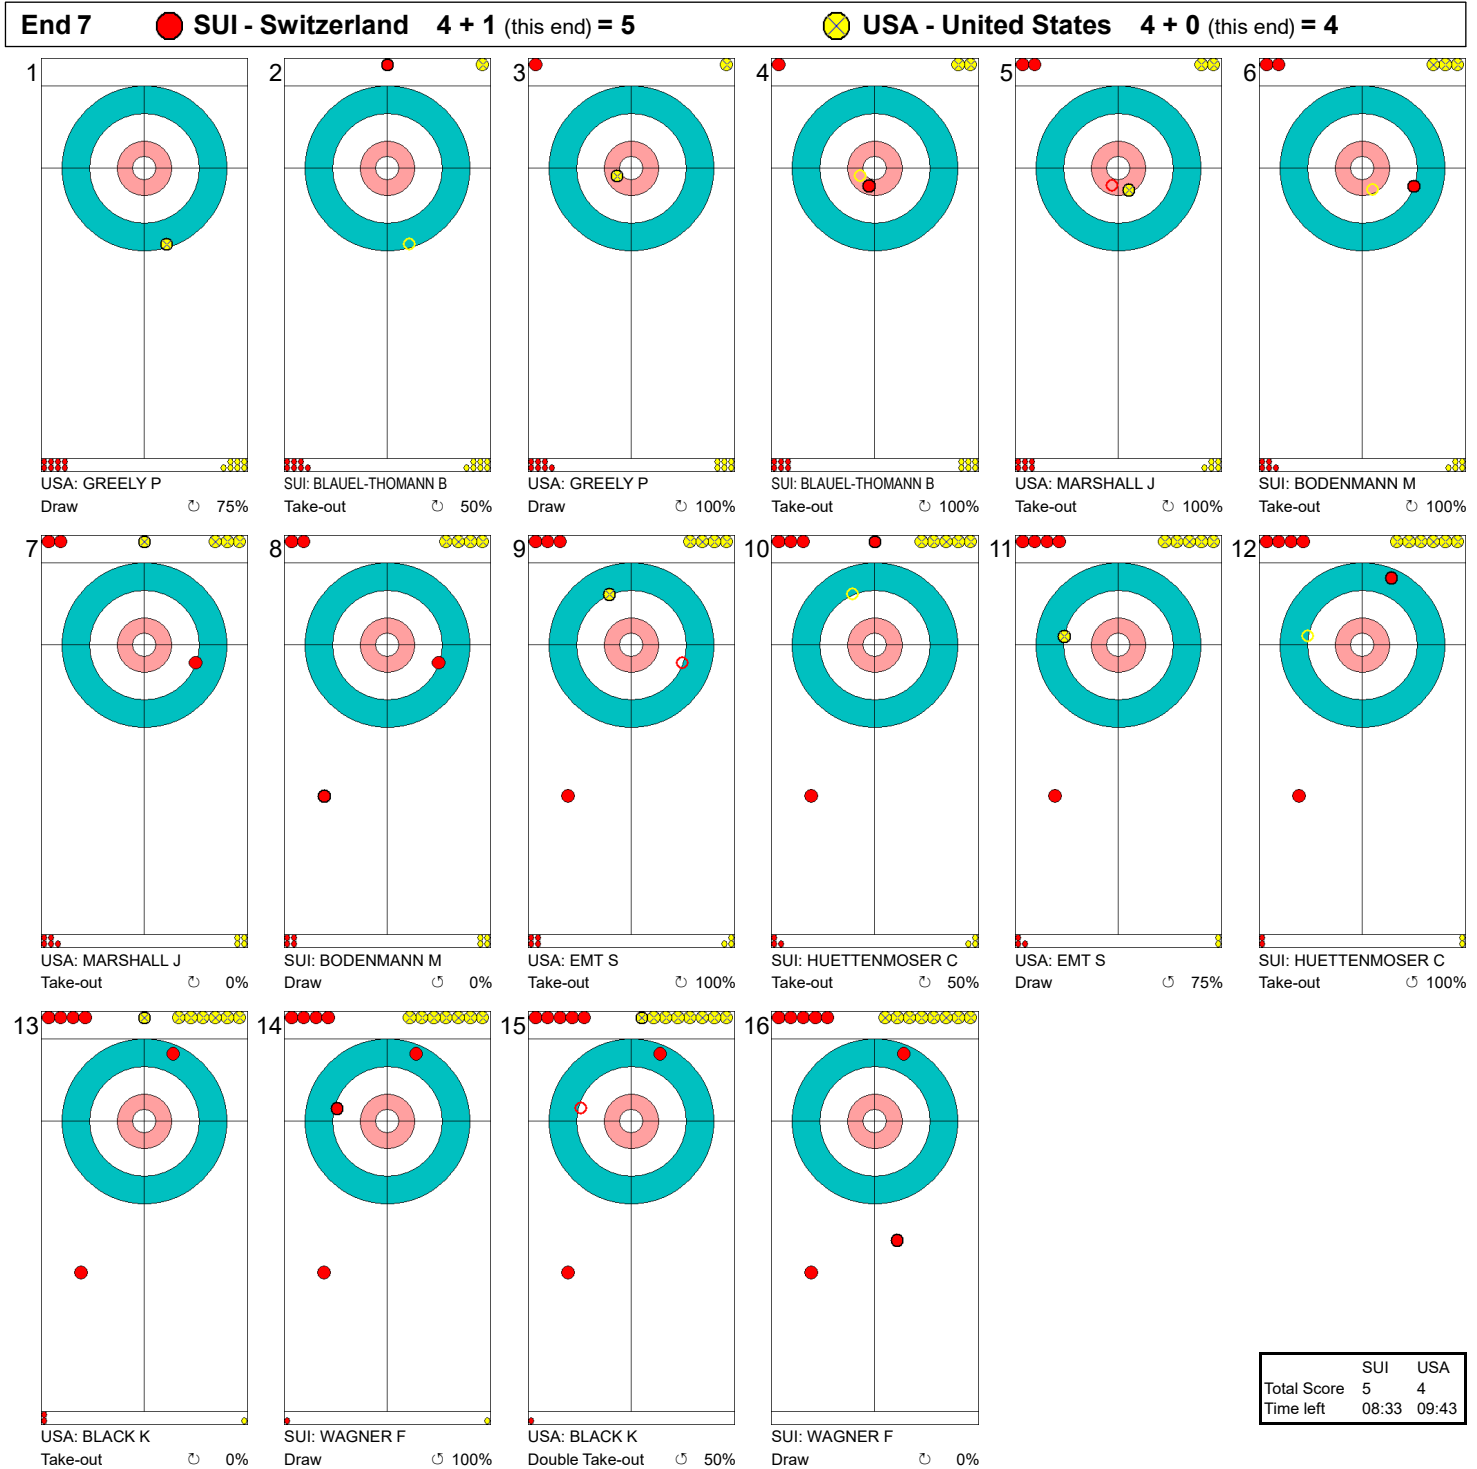 End 7 SUI - Switzerland 4 + 1 (this end) = 5 USA - United States 4 + 0 (this end) = 4
1 2 3 4 5 6
USA: GREELY P SUI: BLAUEL-THOMANN B USA: GREELY P SUI: BLAUEL-THOMANN B USA: MARSHALL J SUI: BODENMANN M
Draw ↻ 75% Take-out ↻ 50% Draw ↻ 100% Take-out ↻ 100% Take-out ↻ 100% Take-out ↻ 100%
7 8 9 10 11 12
USA: MARSHALL J SUI: BODENMANN M USA: EMT S SUI: HUETTENMOSER C USA: EMT S SUI: HUETTENMOSER C
Take-out ↻ 0% Draw ↺ 0% Take-out ↻ 100% Take-out ↻ 50% Draw ↺ 75% Take-out ↺ 100%
13 14 15 16
USA: BLACK K SUI: WAGNER F USA: BLACK K SUI: WAGNER F
Take-out ↻ 0% Draw ↺ 100% Double Take-out ↺ 50% Draw ↻ 0%
SUI USA
Total Score 5 4
Time left 08:33 09:43